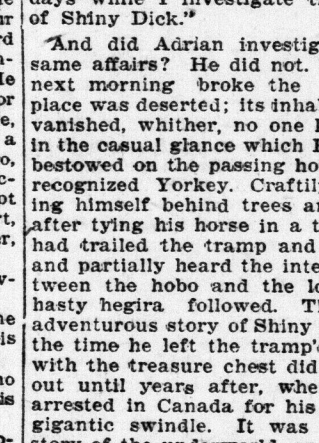 days while I investigate t
of Shiny Dick."
And did Adrian investig
same affairs? He did not.
next morning broke the
place was deserted; its inha
vanished, whither, no one
in the casual glance which
bestowed on the passing ho
recognized Yorkey. Craftil
ing himself behind trees a
after tying his horse in a t
had trailed the tramp and
and partially heard the inte
tween the hobo and the lo
hasty hegira followed. T
adventurous story of Shiny
the time he left the tramp'
with the treasure chest did
out until years after, whe
arrested in Canada for his
gigantic swindle. It was